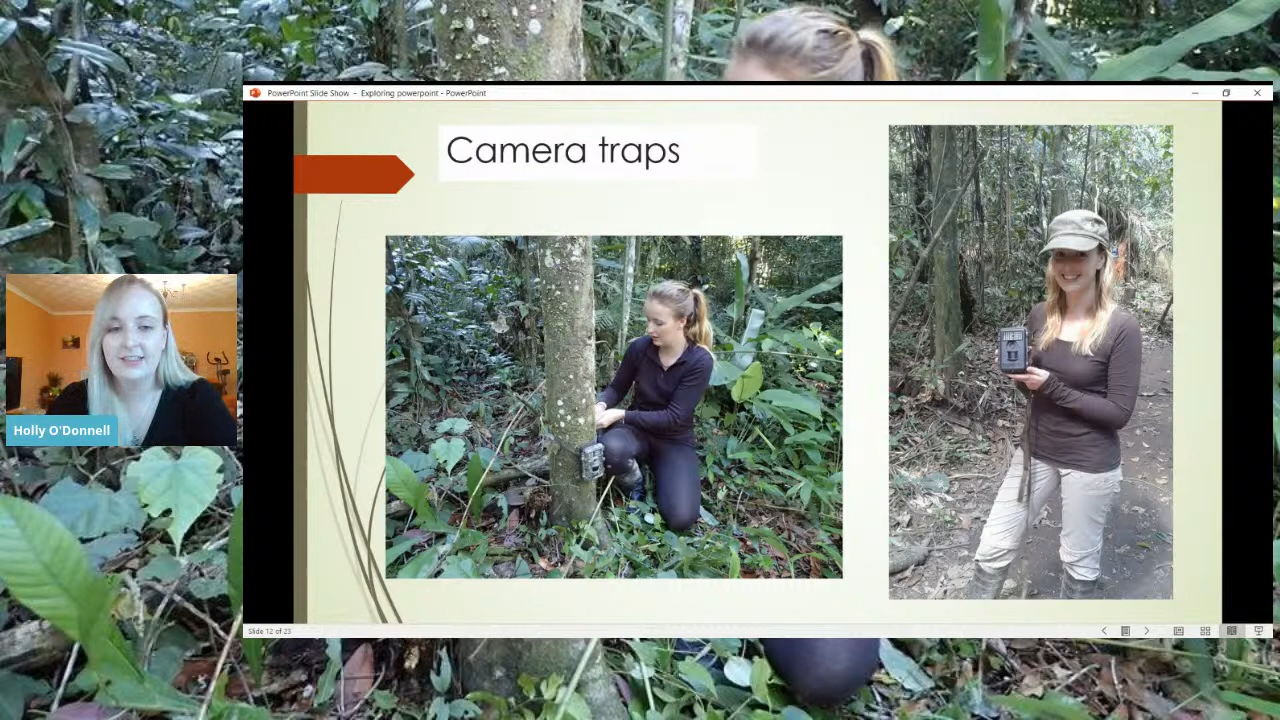 PowerPoint Slide Show - Exploring powerpoint - PowerPoint
Camera traps
Holly O'Donnell
Slide 12 of 23